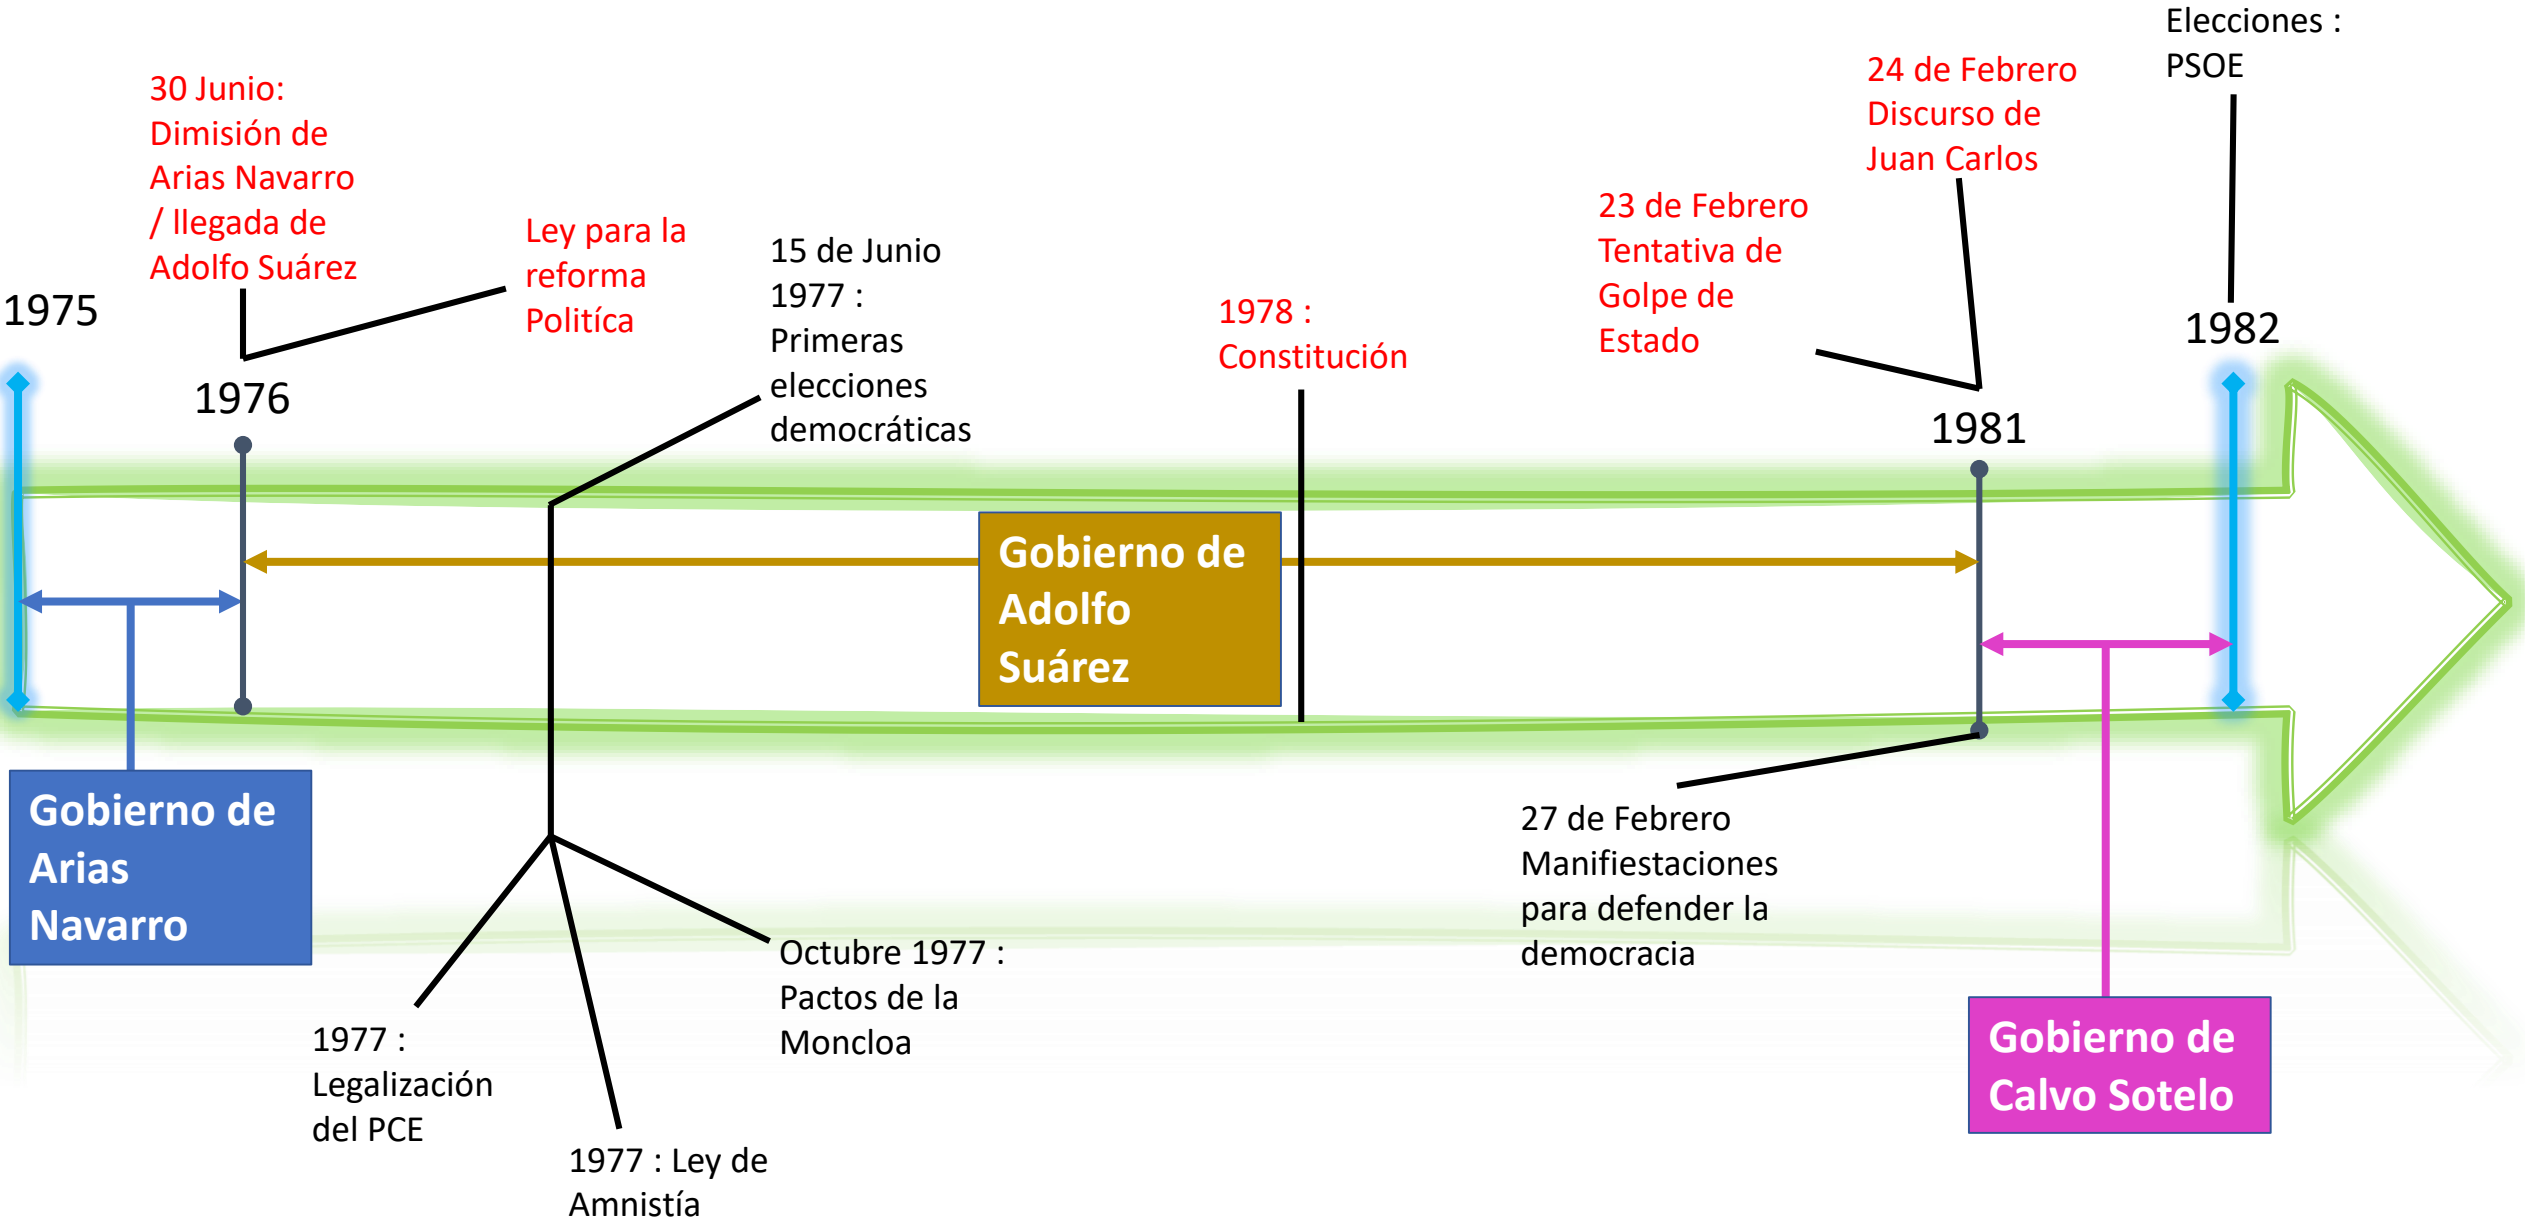 1975
30 Junio:
Dimisión de
Arias Navarro
/ llegada de
Adolfo Suárez
1976
Ley para la
reforma
Politíca
15 de Junio
1977 :
Primeras
elecciones
democráticas
1978 :
Constitución
23 de Febrero
Tentativa de
Golpe de
Estado
24 de Febrero
Discurso de
Juan Carlos
1981
Elecciones :
PSOE
1982
Gobierno de
Adolfo
Suárez
Gobierno de
Arias
Navarro
1977 :
Legalización
del PCE
1977 : Ley de
Amnistía
Octubre 1977 :
Pactos de la
Moncloa
27 de Febrero
Manifiestaciones
para defender la
democracia
Gobierno de
Calvo Sotelo